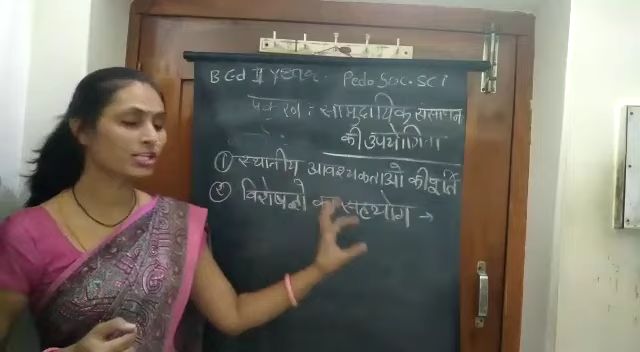 B Ed II year Pedo Soc. Sci
प्रकरण : सामुदायिक संसाधन
की उपयोगिता
① स्थानीय आवश्यकताओं की पूर्ति
② विशेषज्ञों का सहयोग →